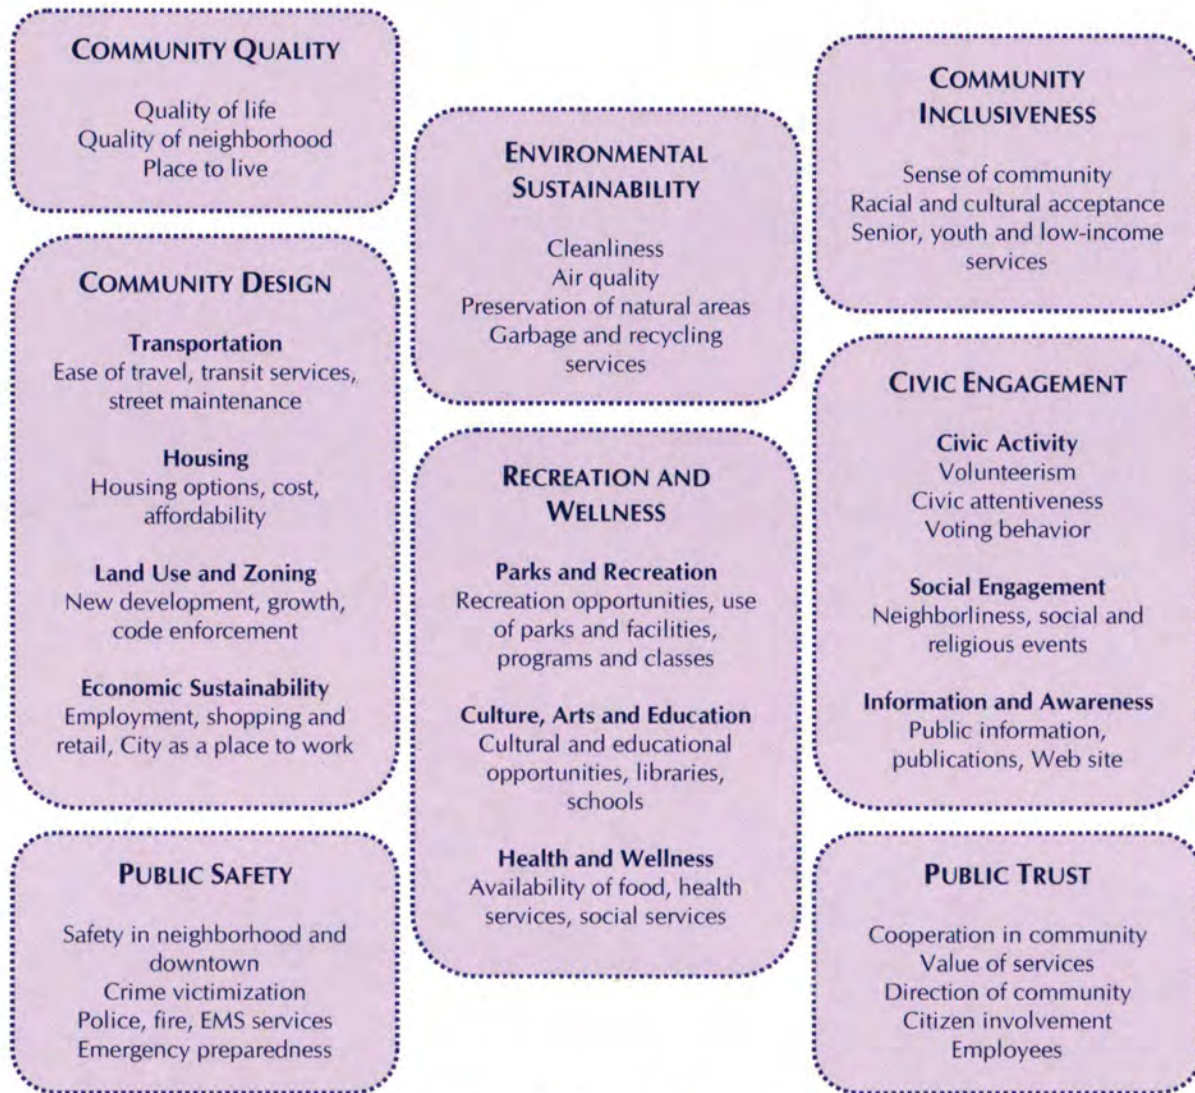 COMMUNITY QUALITY
Quality of life
Quality of neighborhood
Place to live
COMMUNITY DESIGN
Transportation
Ease of travel, transit services,
street maintenance
Housing
Housing options, cost,
affordability
Land Use and Zoning
New development, growth,
code enforcement
Economic Sustainability
Employment, shopping and
retail, City as a place to work
PUBLIC SAFETY
Safety in neighborhood and
downtown
Crime victimization
Police, fire, EMS services
Emergency preparedness
ENVIRONMENTAL
SUSTAINABILITY
Cleanliness
Air quality
Preservation of natural areas
Garbage and recycling
services
RECREATION AND
WELLNESS
Parks and Recreation
Recreation opportunities, use
of parks and facilities,
programs and classes
Culture, Arts and Education
Cultural and educational
opportunities, libraries,
schools
Health and Wellness
Availability of food, health
services, social services
COMMUNITY
INCLUSIVENESS
Sense of community
Racial and cultural acceptance
Senior, youth and low-income
services
CIVIC ENGAGEMENT
Civic Activity
Volunteerism
Civic attentiveness
Voting behavior
Social Engagement
Neighborliness, social and
religious events
Information and Awareness
Public information,
publications, Web site
PUBLIC TRUST
Cooperation in community
Value of services
Direction of community
Citizen involvement
Employees